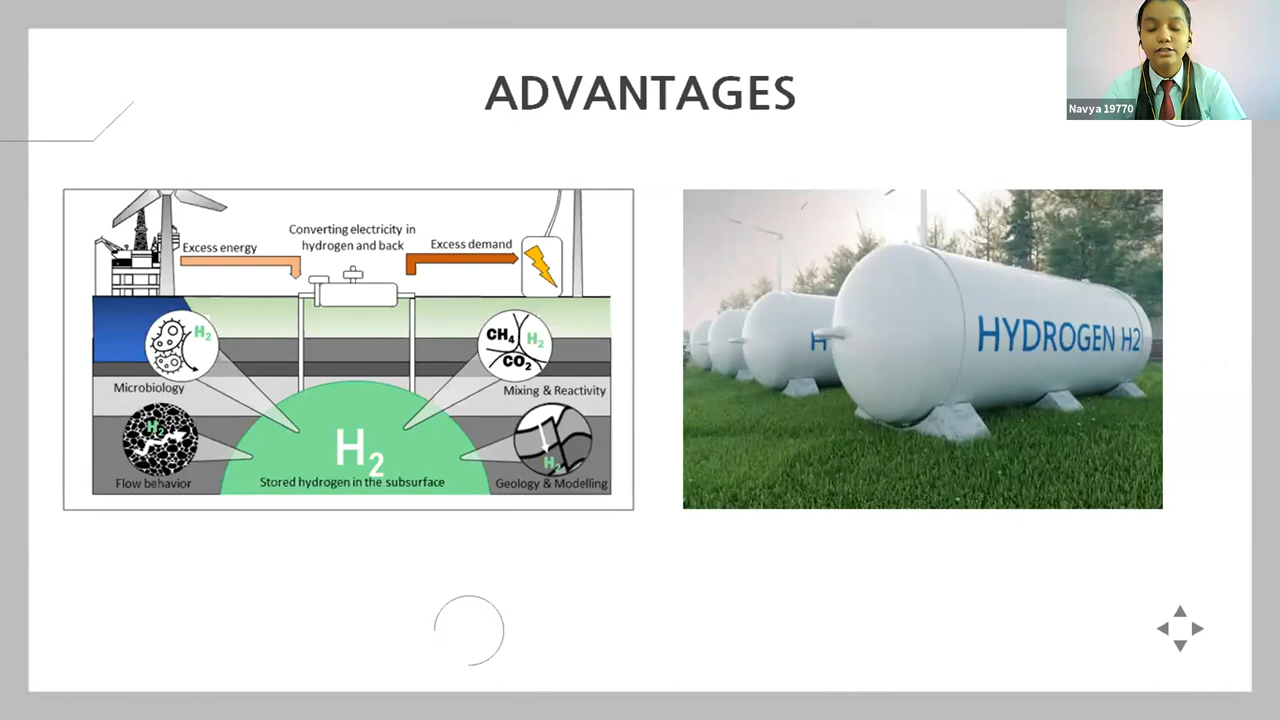 ADVANTAGES
Navya 19770
Converting electricity in
hydrogen and back
Excess energy
Excess demand
H₂
CH₄
H₂
CO₂
Microbiology
Mixing & Reactivity
H₂
H₂
H₂
Flow behavior
Stored hydrogen in the subsurface
Geology & Modelling
H
HYDROGEN H2